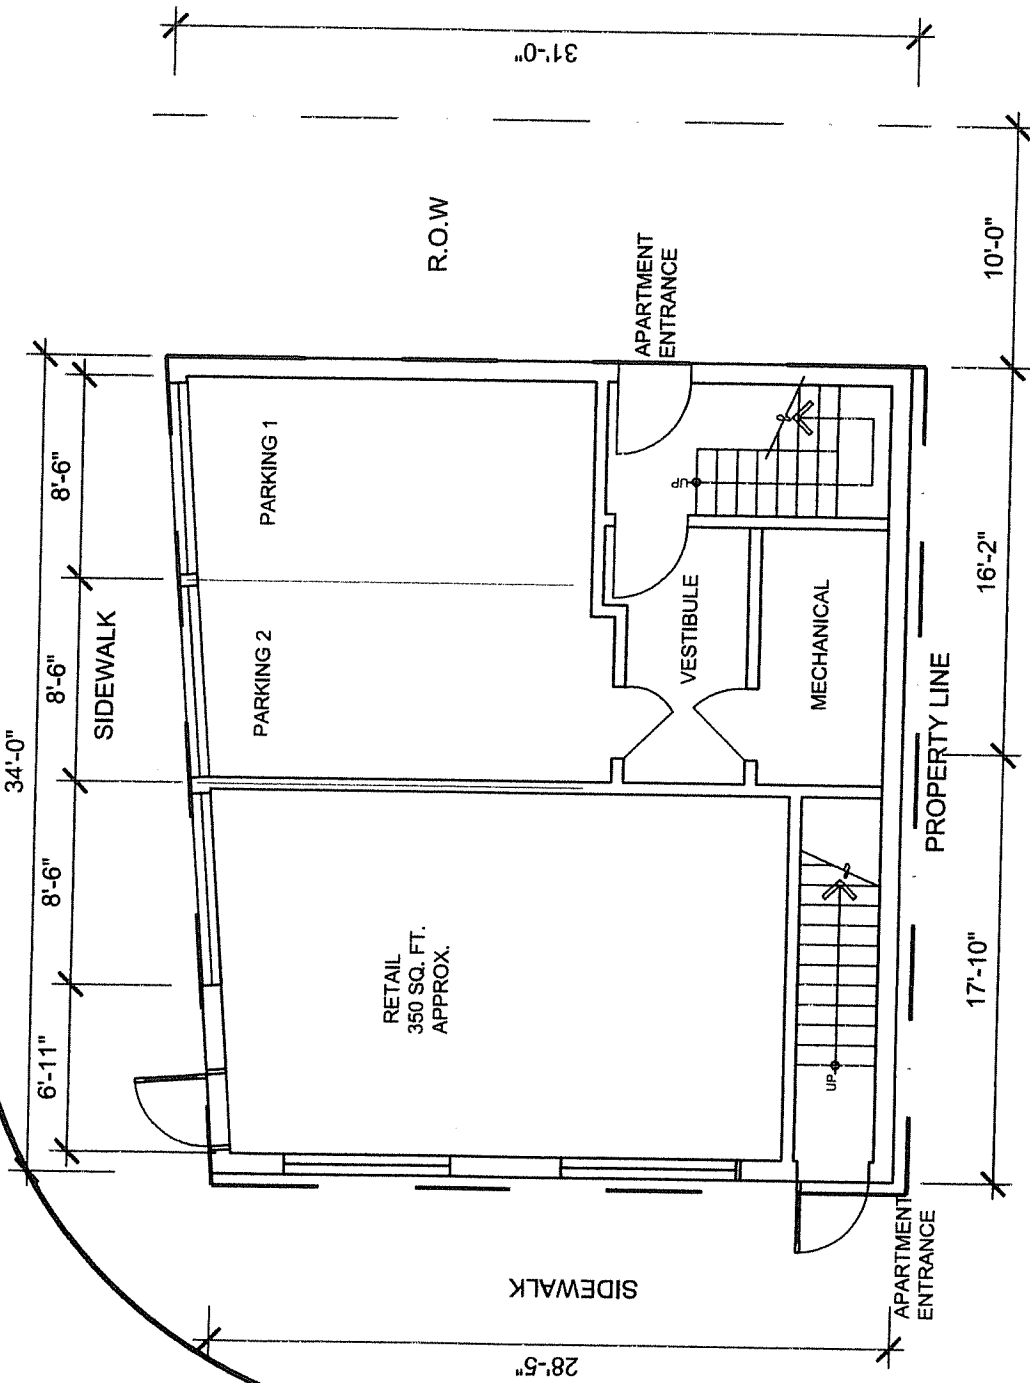 31'-0"
R.O.W
10'-0"
APARTMENT
ENTRANCE
34'-0"
8'-6"
8'-6"
8'-6"
6'-11"
SIDEWALK
PARKING 1
PARKING 2
UP
VESTIBULE
MECHANICAL
16'-2"
PROPERTY LINE
17'-10"
RETAIL
350 SQ. FT.
APPROX.
UP
APARTMENT
ENTRANCE
SIDEWALK
28'-5"